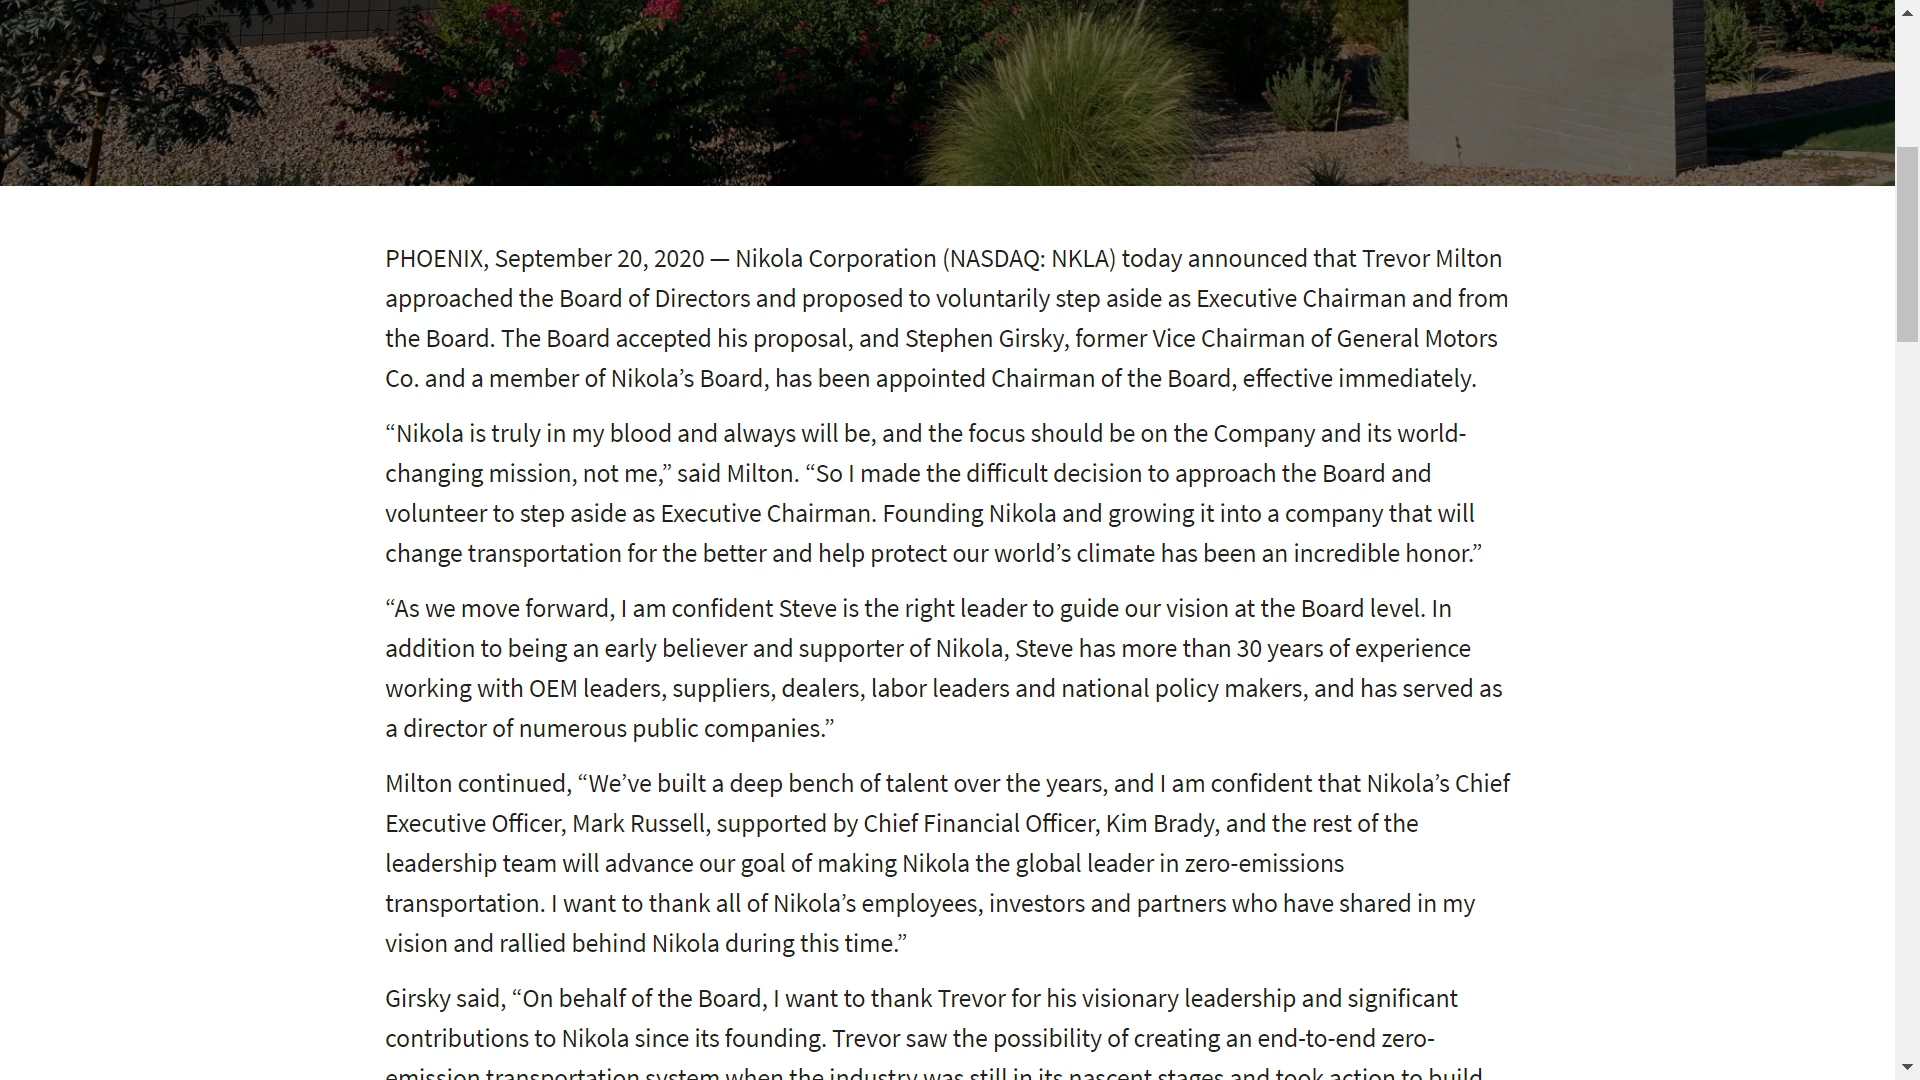 PHOENIX, September 20, 2020 — Nikola Corporation (NASDAQ: NKLA) today announced that Trevor Milton
approached the Board of Directors and proposed to voluntarily step aside as Executive Chairman and from
the Board. The Board accepted his proposal, and Stephen Girsky, former Vice Chairman of General Motors
Co. and a member of Nikola’s Board, has been appointed Chairman of the Board, effective immediately.
“Nikola is truly in my blood and always will be, and the focus should be on the Company and its world-
changing mission, not me,” said Milton. “So I made the difficult decision to approach the Board and
volunteer to step aside as Executive Chairman. Founding Nikola and growing it into a company that will
change transportation for the better and help protect our world’s climate has been an incredible honor.”
“As we move forward, I am confident Steve is the right leader to guide our vision at the Board level. In
addition to being an early believer and supporter of Nikola, Steve has more than 30 years of experience
working with OEM leaders, suppliers, dealers, labor leaders and national policy makers, and has served as
a director of numerous public companies.”
Milton continued, “We’ve built a deep bench of talent over the years, and I am confident that Nikola’s Chief
Executive Officer, Mark Russell, supported by Chief Financial Officer, Kim Brady, and the rest of the
leadership team will advance our goal of making Nikola the global leader in zero-emissions
transportation. I want to thank all of Nikola’s employees, investors and partners who have shared in my
vision and rallied behind Nikola during this time.”
Girsky said, “On behalf of the Board, I want to thank Trevor for his visionary leadership and significant
contributions to Nikola since its founding. Trevor saw the possibility of creating an end-to-end zero-
emission transportation system when the industry was still in its nascent stages and took action to build